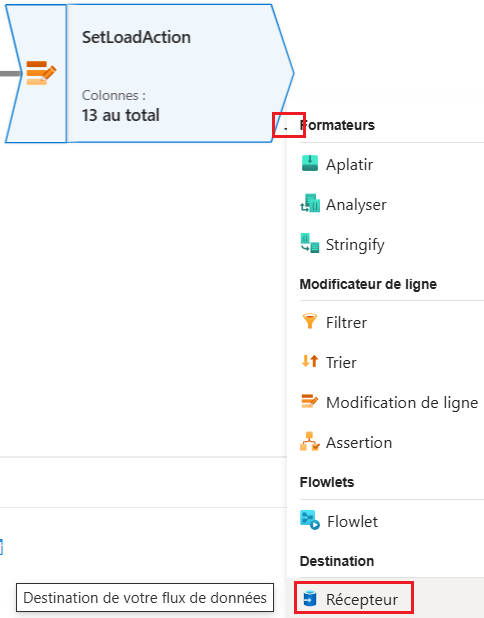 SetLoadAction
Colonnes :
13 au total
Formateurs
Aplatir
Analyser
Stringify
Modificateur de ligne
Filtrer
Trier
Modification de ligne
Assertion
Flowlets
Flowlet
Destination
Récepteur
Destination de votre flux de données